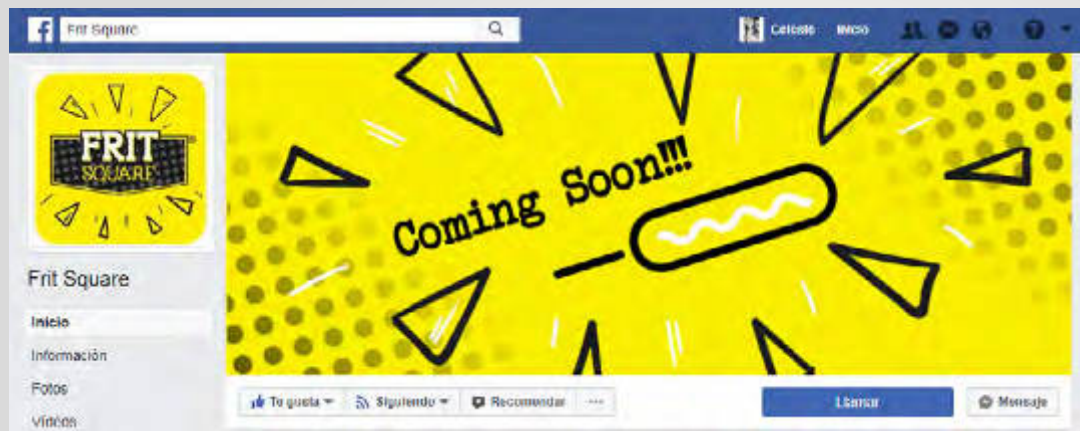 Frit Square
Celeste Inicio
FRIT
SQUARE
Coming Soon!!!
Frit Square
Inicio
Información
Fotos
Vídeos
Te gusta Siguiendo Recomendar ...
Llamar
Mensaje